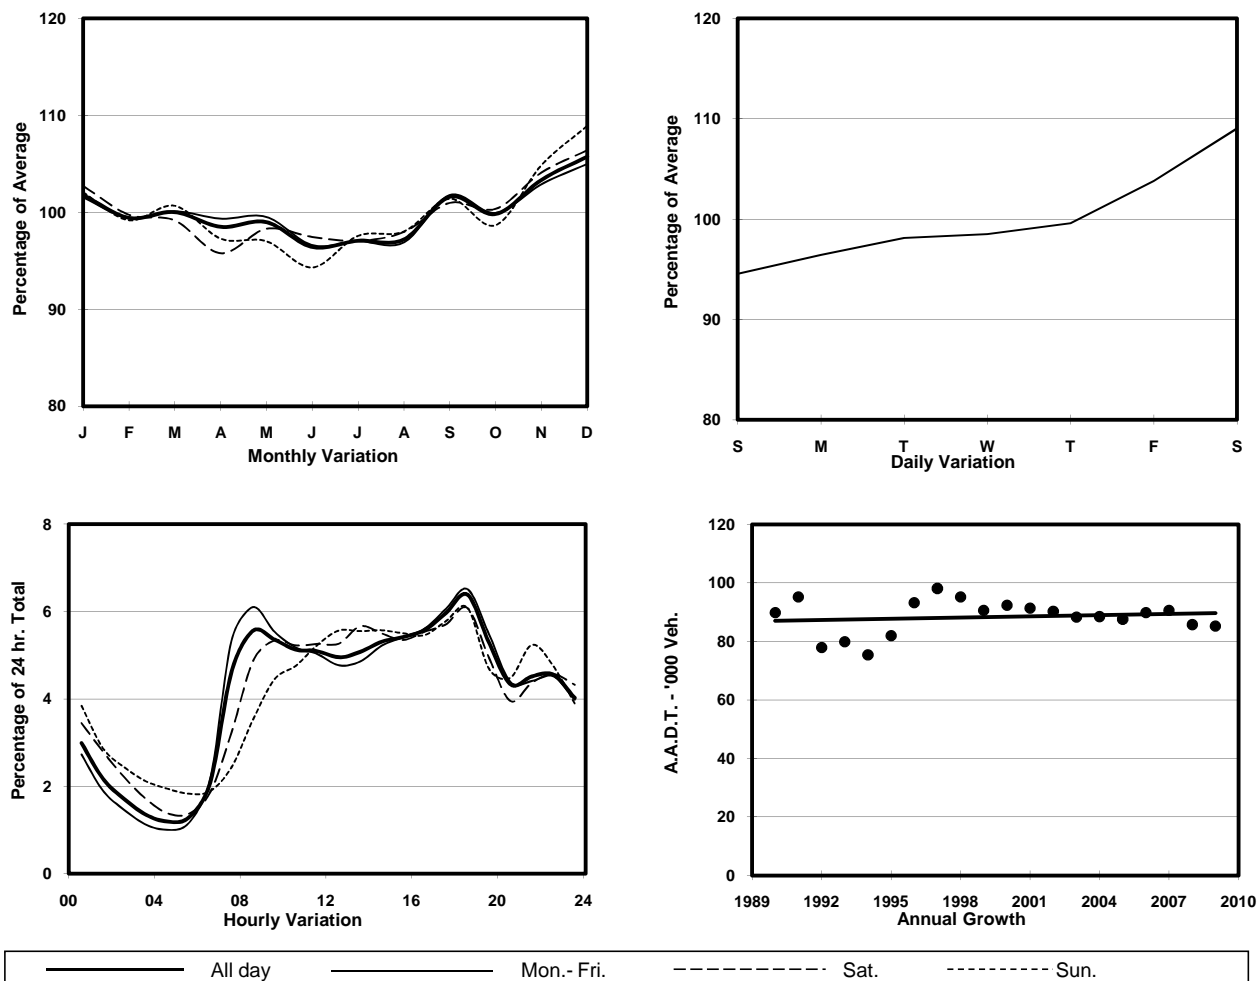 120
110
100
90
80
Percentage of Average
J F M A M J J A S O N D
Monthly Variation
120
110
100
90
80
Percentage of Average
S M T W T F S
Daily Variation
8
6
4
2
0
Percentage of 24 hr. Total
00 04 08 12 16 20 24
Hourly Variation
120
100
80
60
40
20
0
A.A.D.T. - '000 Veh.
1989 1992 1995 1998 2001 2004 2007 2010
Annual Growth
All day Mon.- Fri. Sat. Sun.